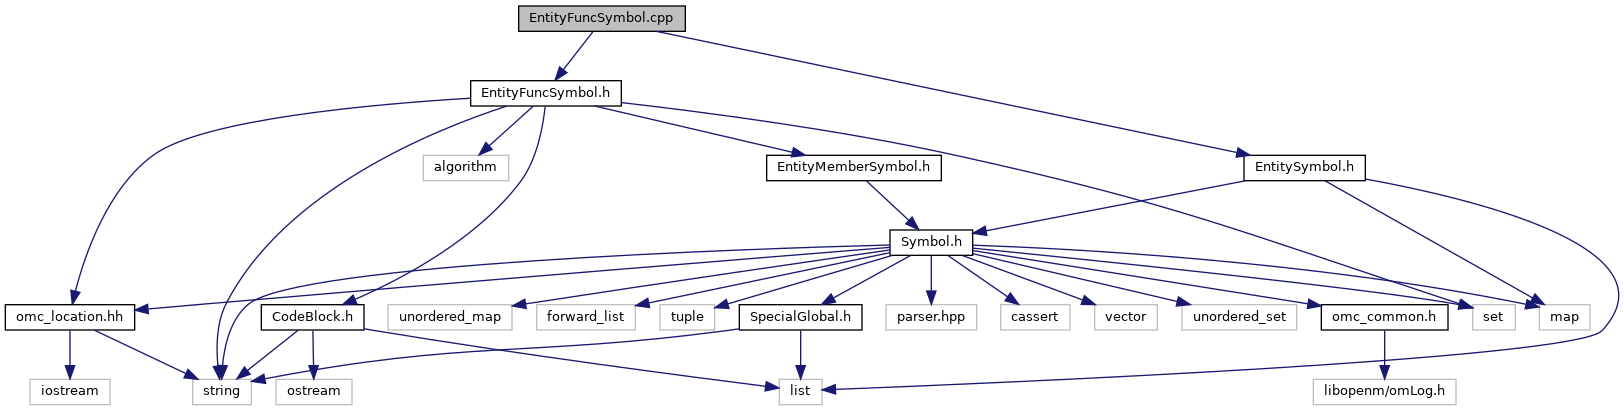 EntityFuncSymbol.cpp
EntityFuncSymbol.h
algorithm
EntityMemberSymbol.h
EntitySymbol.h
Symbol.h
omc_location.hh
CodeBlock.h
unordered_map
forward_list
tuple
SpecialGlobal.h
parser.hpp
cassert
vector
unordered_set
omc_common.h
set
map
iostream
string
ostream
list
libopenm/omLog.h